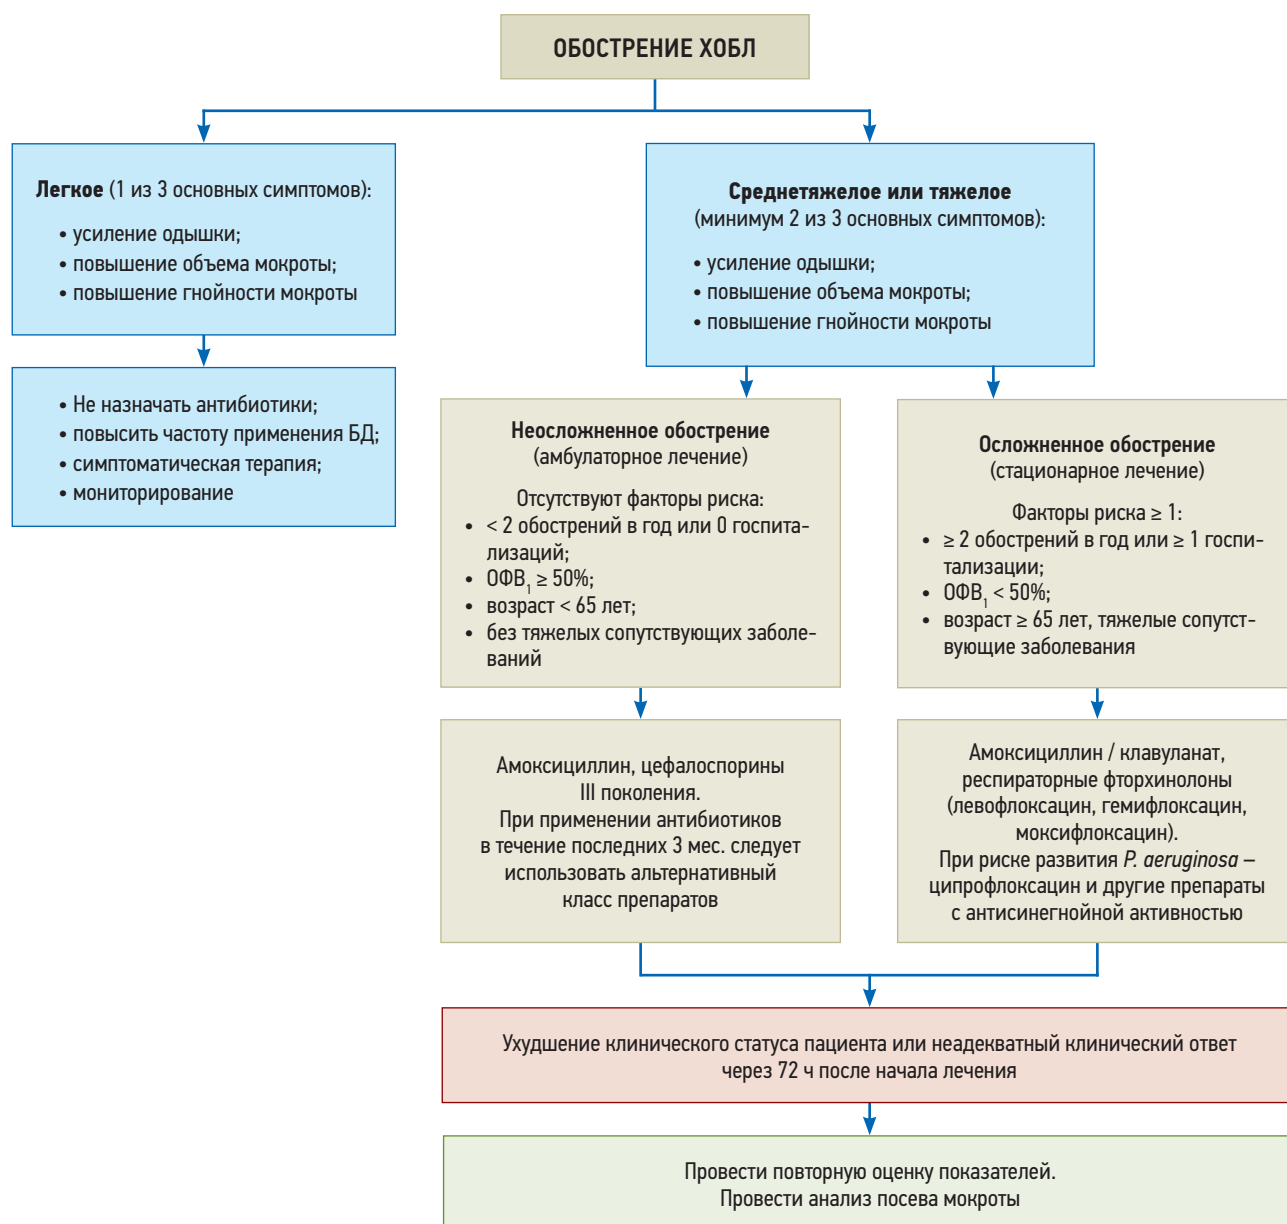 ОБОСТРЕНИЕ ХОБЛ
Легкое (1 из 3 основных симптомов):
• усиление одышки;
• повышение объема мокроты;
• повышение гнойности мокроты
• Не назначать антибиотики;
• повысить частоту применения БД;
• симптоматическая терапия;
• мониторирование
Среднетяжелое или тяжелое
(минимум 2 из 3 основных симптомов):
• усиление одышки;
• повышение объема мокроты;
• повышение гнойности мокроты
Неосложненное обострение
(амбулаторное лечение)
Отсутствуют факторы риска:
• < 2 обострений в год или 0 госпита-
лизаций;
• ОФВ₁ ≥ 50%;
• возраст < 65 лет;
• без тяжелых сопутствующих заболе-
ваний
Осложненное обострение
(стационарное лечение)
Факторы риска ≥ 1:
• ≥ 2 обострений в год или ≥ 1 госпи-
тализации;
• ОФВ₁ < 50%;
• возраст ≥ 65 лет, тяжелые сопутст-
вующие заболевания
Амоксициллин, цефалоспорины
III поколения.
При применении антибиотиков
в течение последних 3 мес. следует
использовать альтернативный
класс препаратов
Амоксициллин / клавуланат,
респираторные фторхинолоны
(левофлоксацин, гемифлоксацин,
моксифлоксацин).
При риске развития P. aeruginosa –
ципрофлоксацин и другие препараты
с антисинегнойной активностью
Ухудшение клинического статуса пациента или неадекватный клинический ответ
через 72 ч после начала лечения
Провести повторную оценку показателей.
Провести анализ посева мокроты